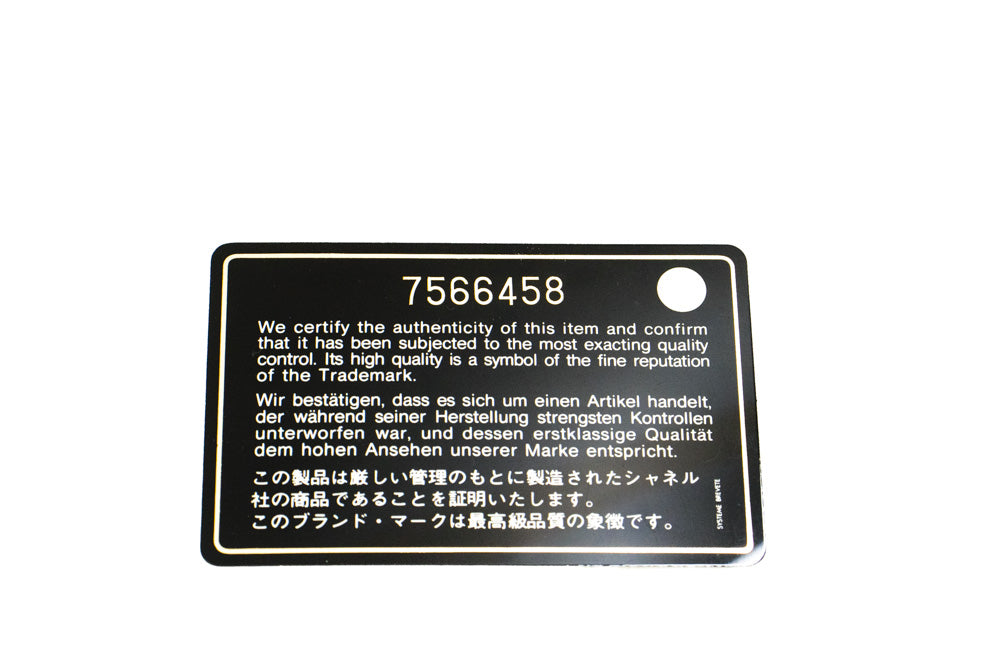 7566458
We certify the authenticity of this item and confirm
that it has been subjected to the most exacting quality
control. Its high quality is a symbol of the fine reputation
of the Trademark.
Wir bestätigen, dass es sich um einen Artikel handelt,
der während seiner Herstellung strengsten Kontrollen
unterworfen war, und dessen erstklassige Qualität
dem hohen Ansehen unserer Marke entspricht.
この製品は厳しい管理のもとに製造されたシャネル
社の商品であることを証明いたします。
このブランド・マークは最高級品質の象徴です。
SYSTEME BREVETE